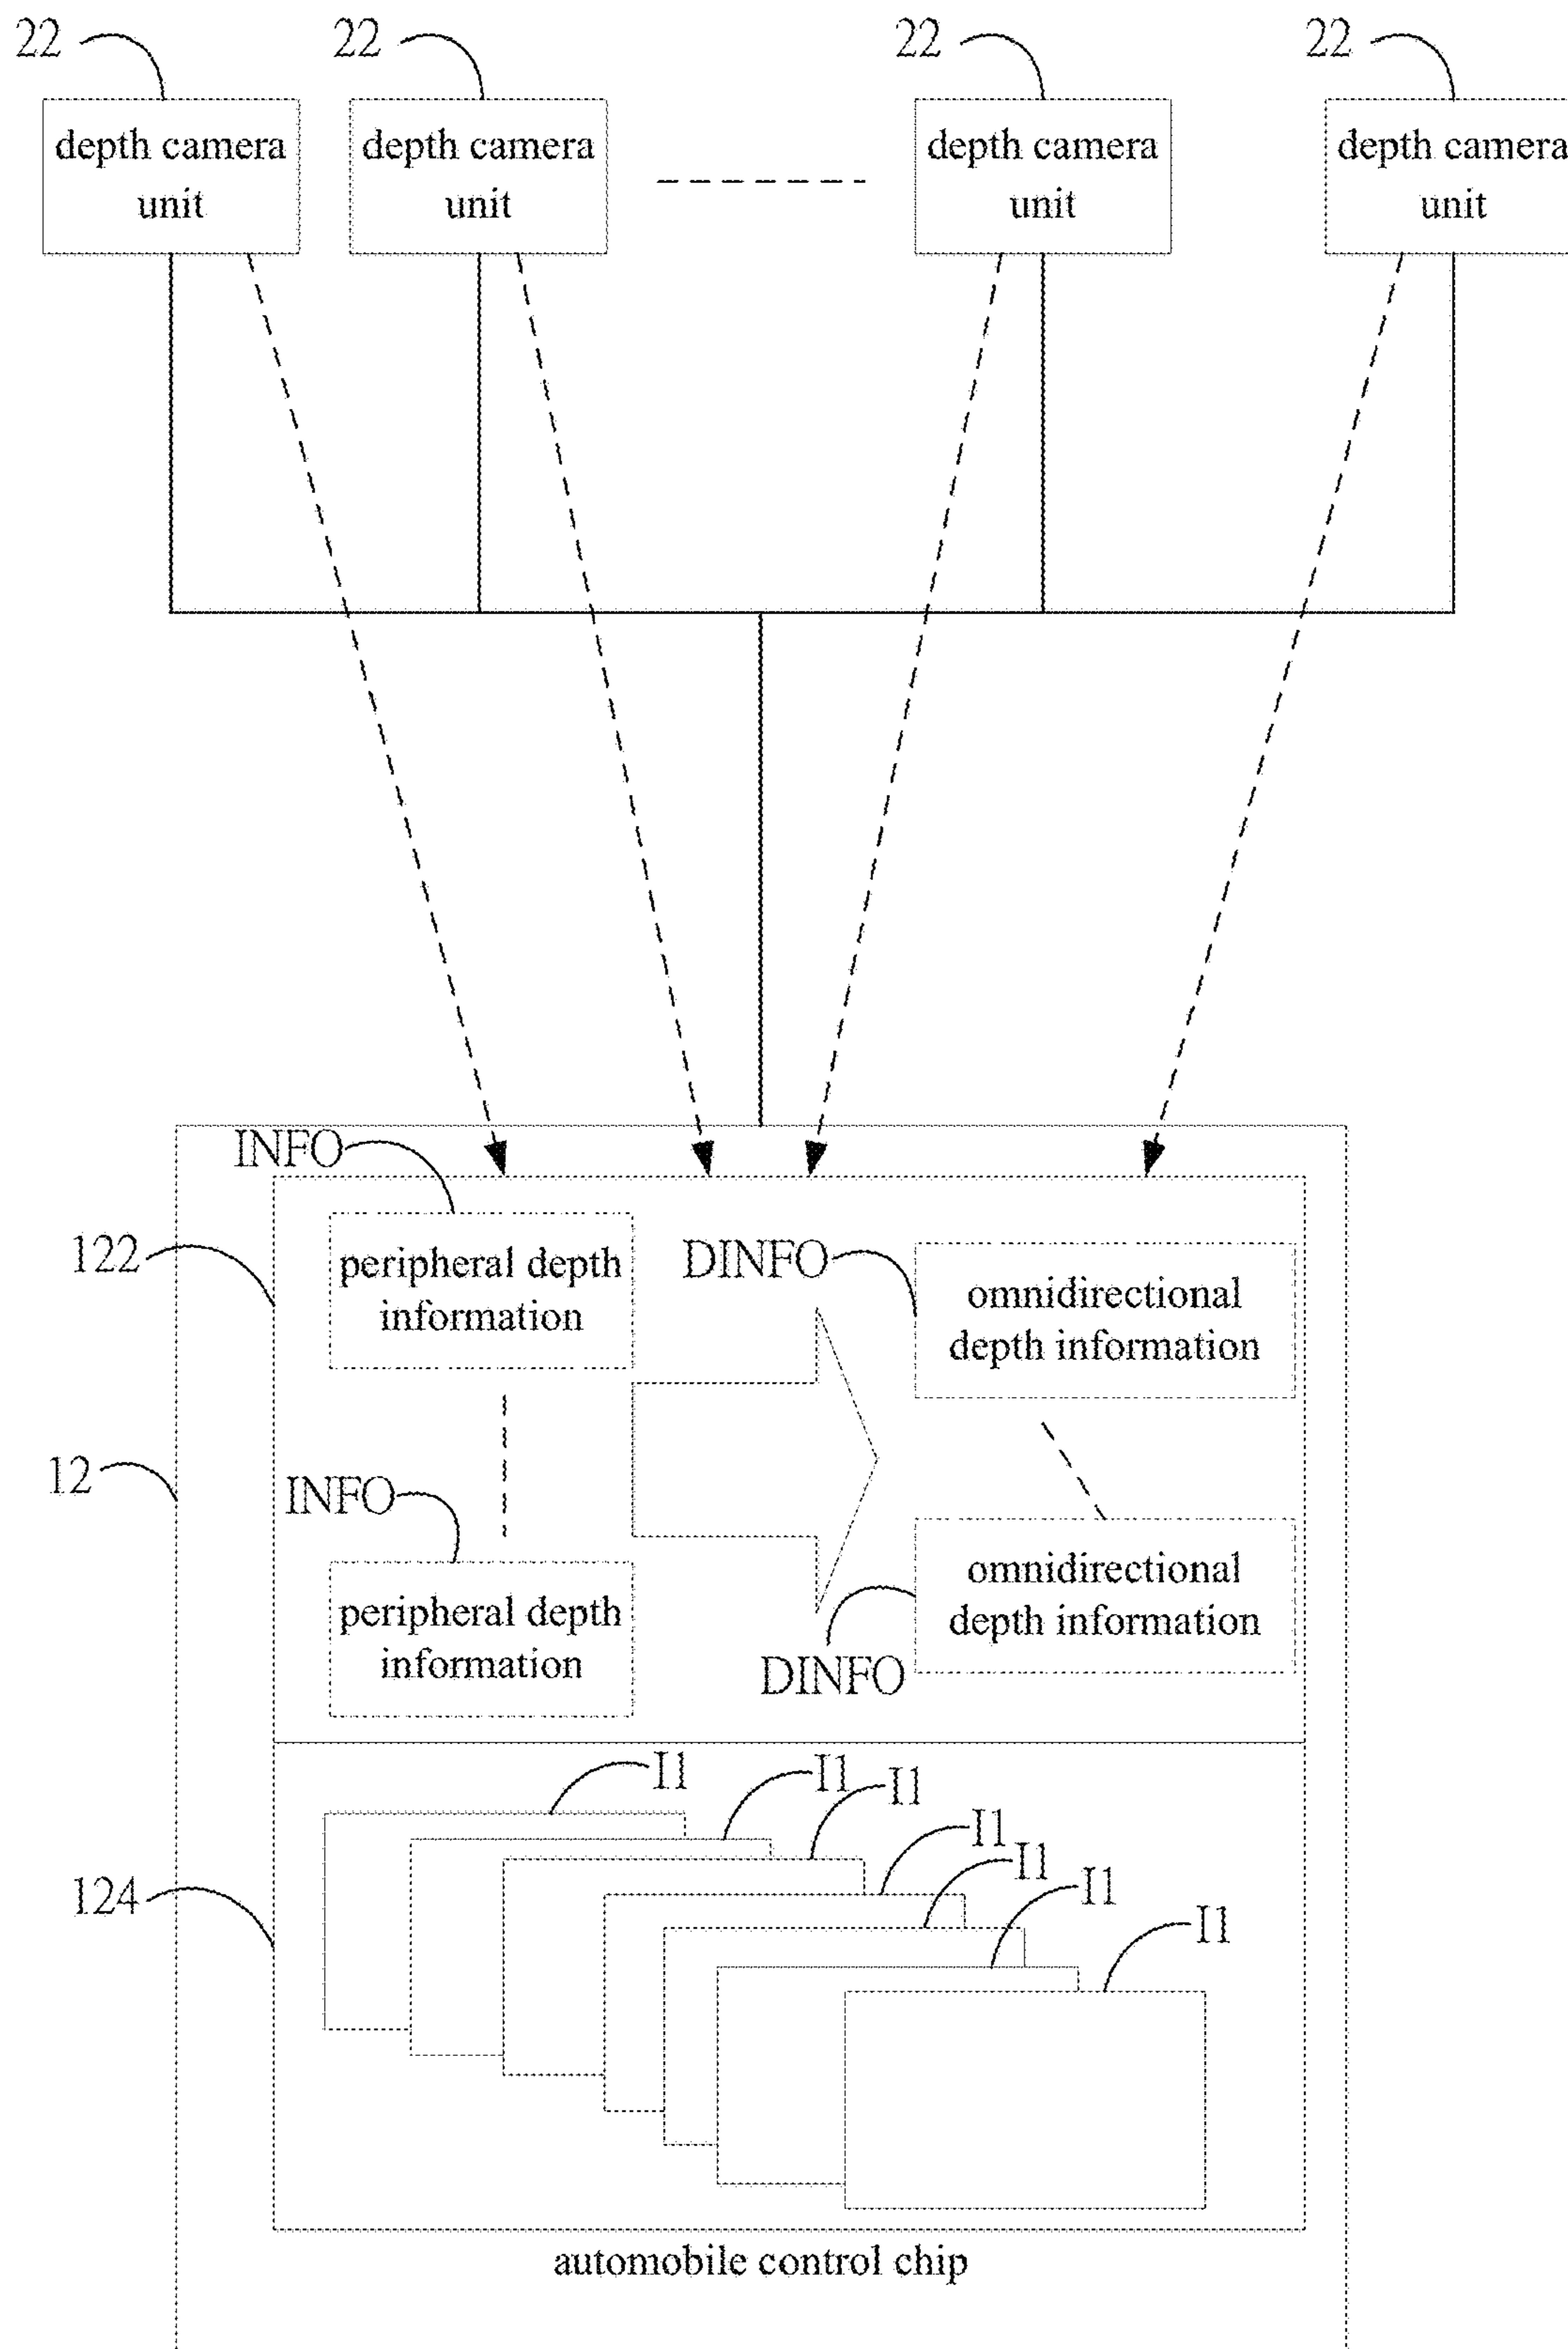 22 22 22 22
depth camera unit
depth camera unit
depth camera unit
depth camera unit
INFO
122
peripheral depth
information
DINFO
omnidirectional
depth information
12
INFO
peripheral depth
information
omnidirectional
depth information
DINFO
I1
I1
I1
I1
I1
I1
I1
124
automobile control chip